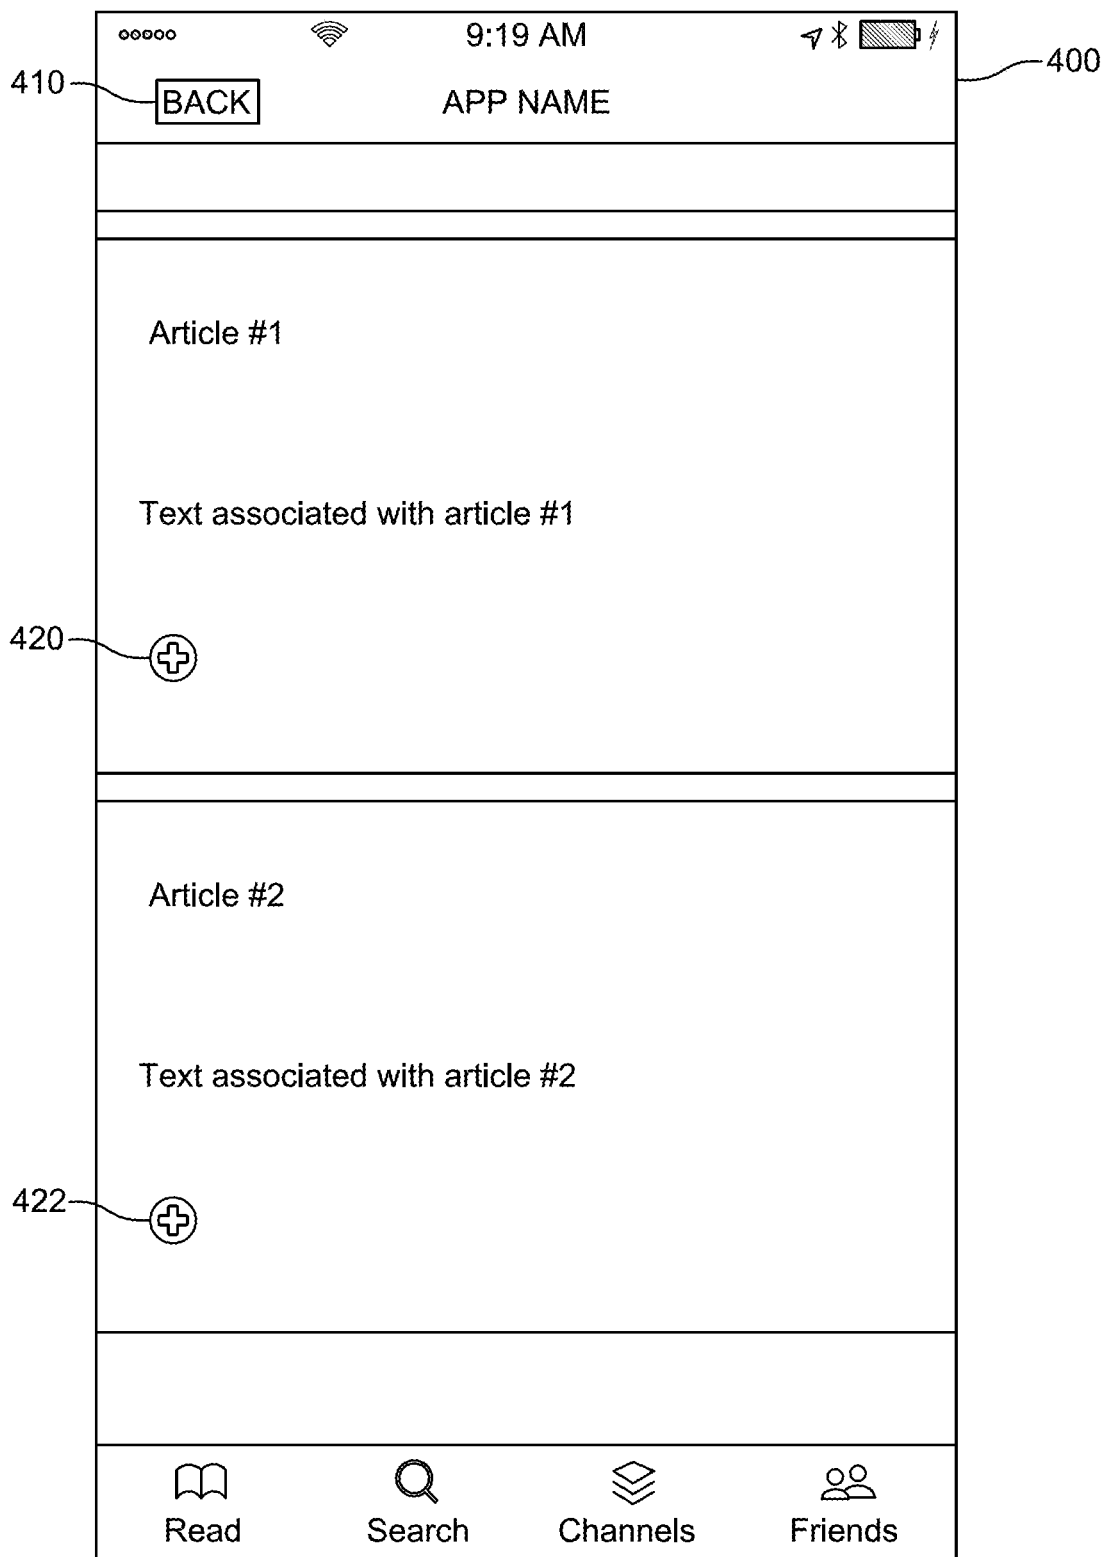 9:19 AM
400
410
BACK
APP NAME
Article #1
Text associated with article #1
420
Article #2
Text associated with article #2
422
Read
Search
Channels
Friends